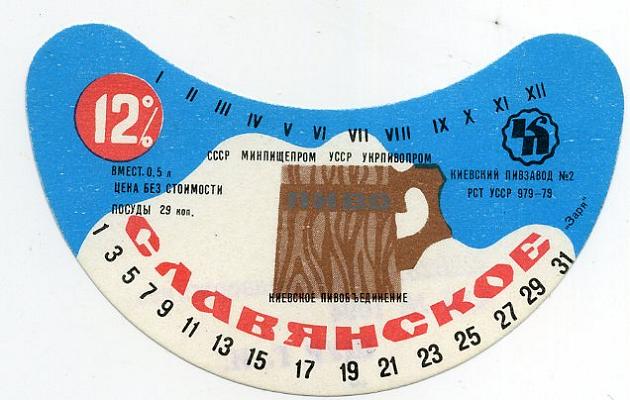 I II III IV V VI VII VIII IX X XI XII
12%
К
СССР МИНПИЩЕПРОМ УССР УКРПИВОПРОМ
ВМЕСТ. 0,5 л
ЦЕНА БЕЗ СТОИМОСТИ
ПОСУДЫ 29 коп.
КИЕВСКИЙ ПИВЗАВОД №2
РСТ УССР 979-79
„Заря"
ПИВО
КИЕВСКОЕ ПИВОБЪЕДИНЕНИЕ
СЛАВЯНСКОЕ
1 3 5 7 9 11 13 15 17 19 21 23 25 27 29 31